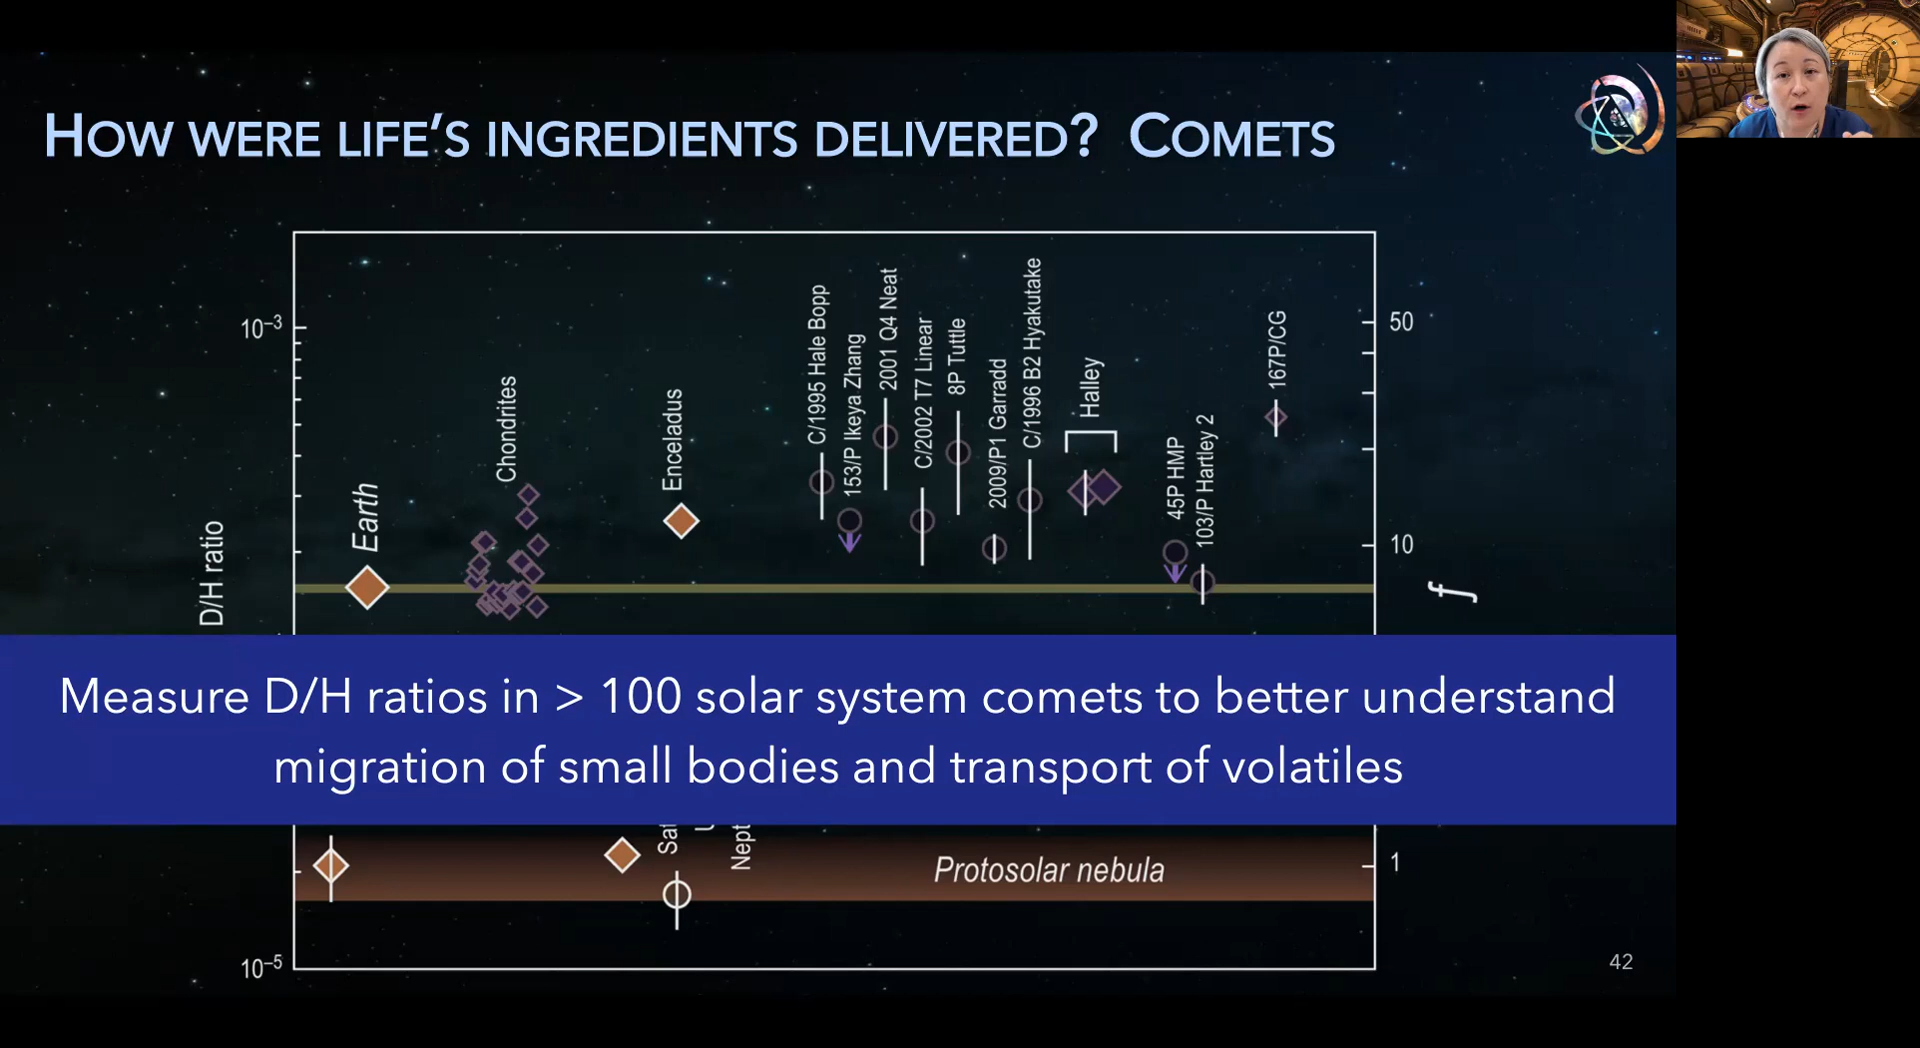 HOW WERE LIFE'S INGREDIENTS DELIVERED? COMETS
10⁻³
50
10
1
10⁻⁵
D/H ratio
f
Earth
Chondrites
Enceladus
C/1995 Hale Bopp
153/P Ikeya Zhang
2001 Q4 Neat
C/2002 T7 Linear
8P Tuttle
2009/P1 Garradd
C/1996 B2 Hyakutake
Halley
45P HMP
103/P Hartley 2
167P/CG
Measure D/H ratios in > 100 solar system comets to better understand
migration of small bodies and transport of volatiles
Protosolar nebula
42